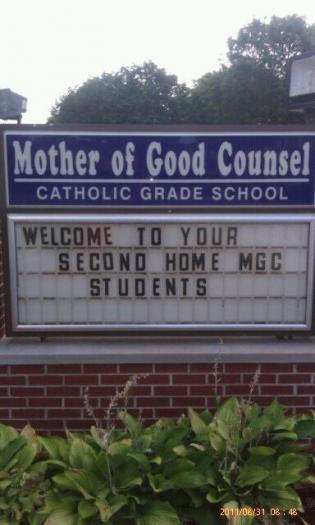 Mother of Good Counsel
CATHOLIC GRADE SCHOOL
WELCOME TO YOUR
SECOND HOME MGC
STUDENTS
2011/08/31 08:48